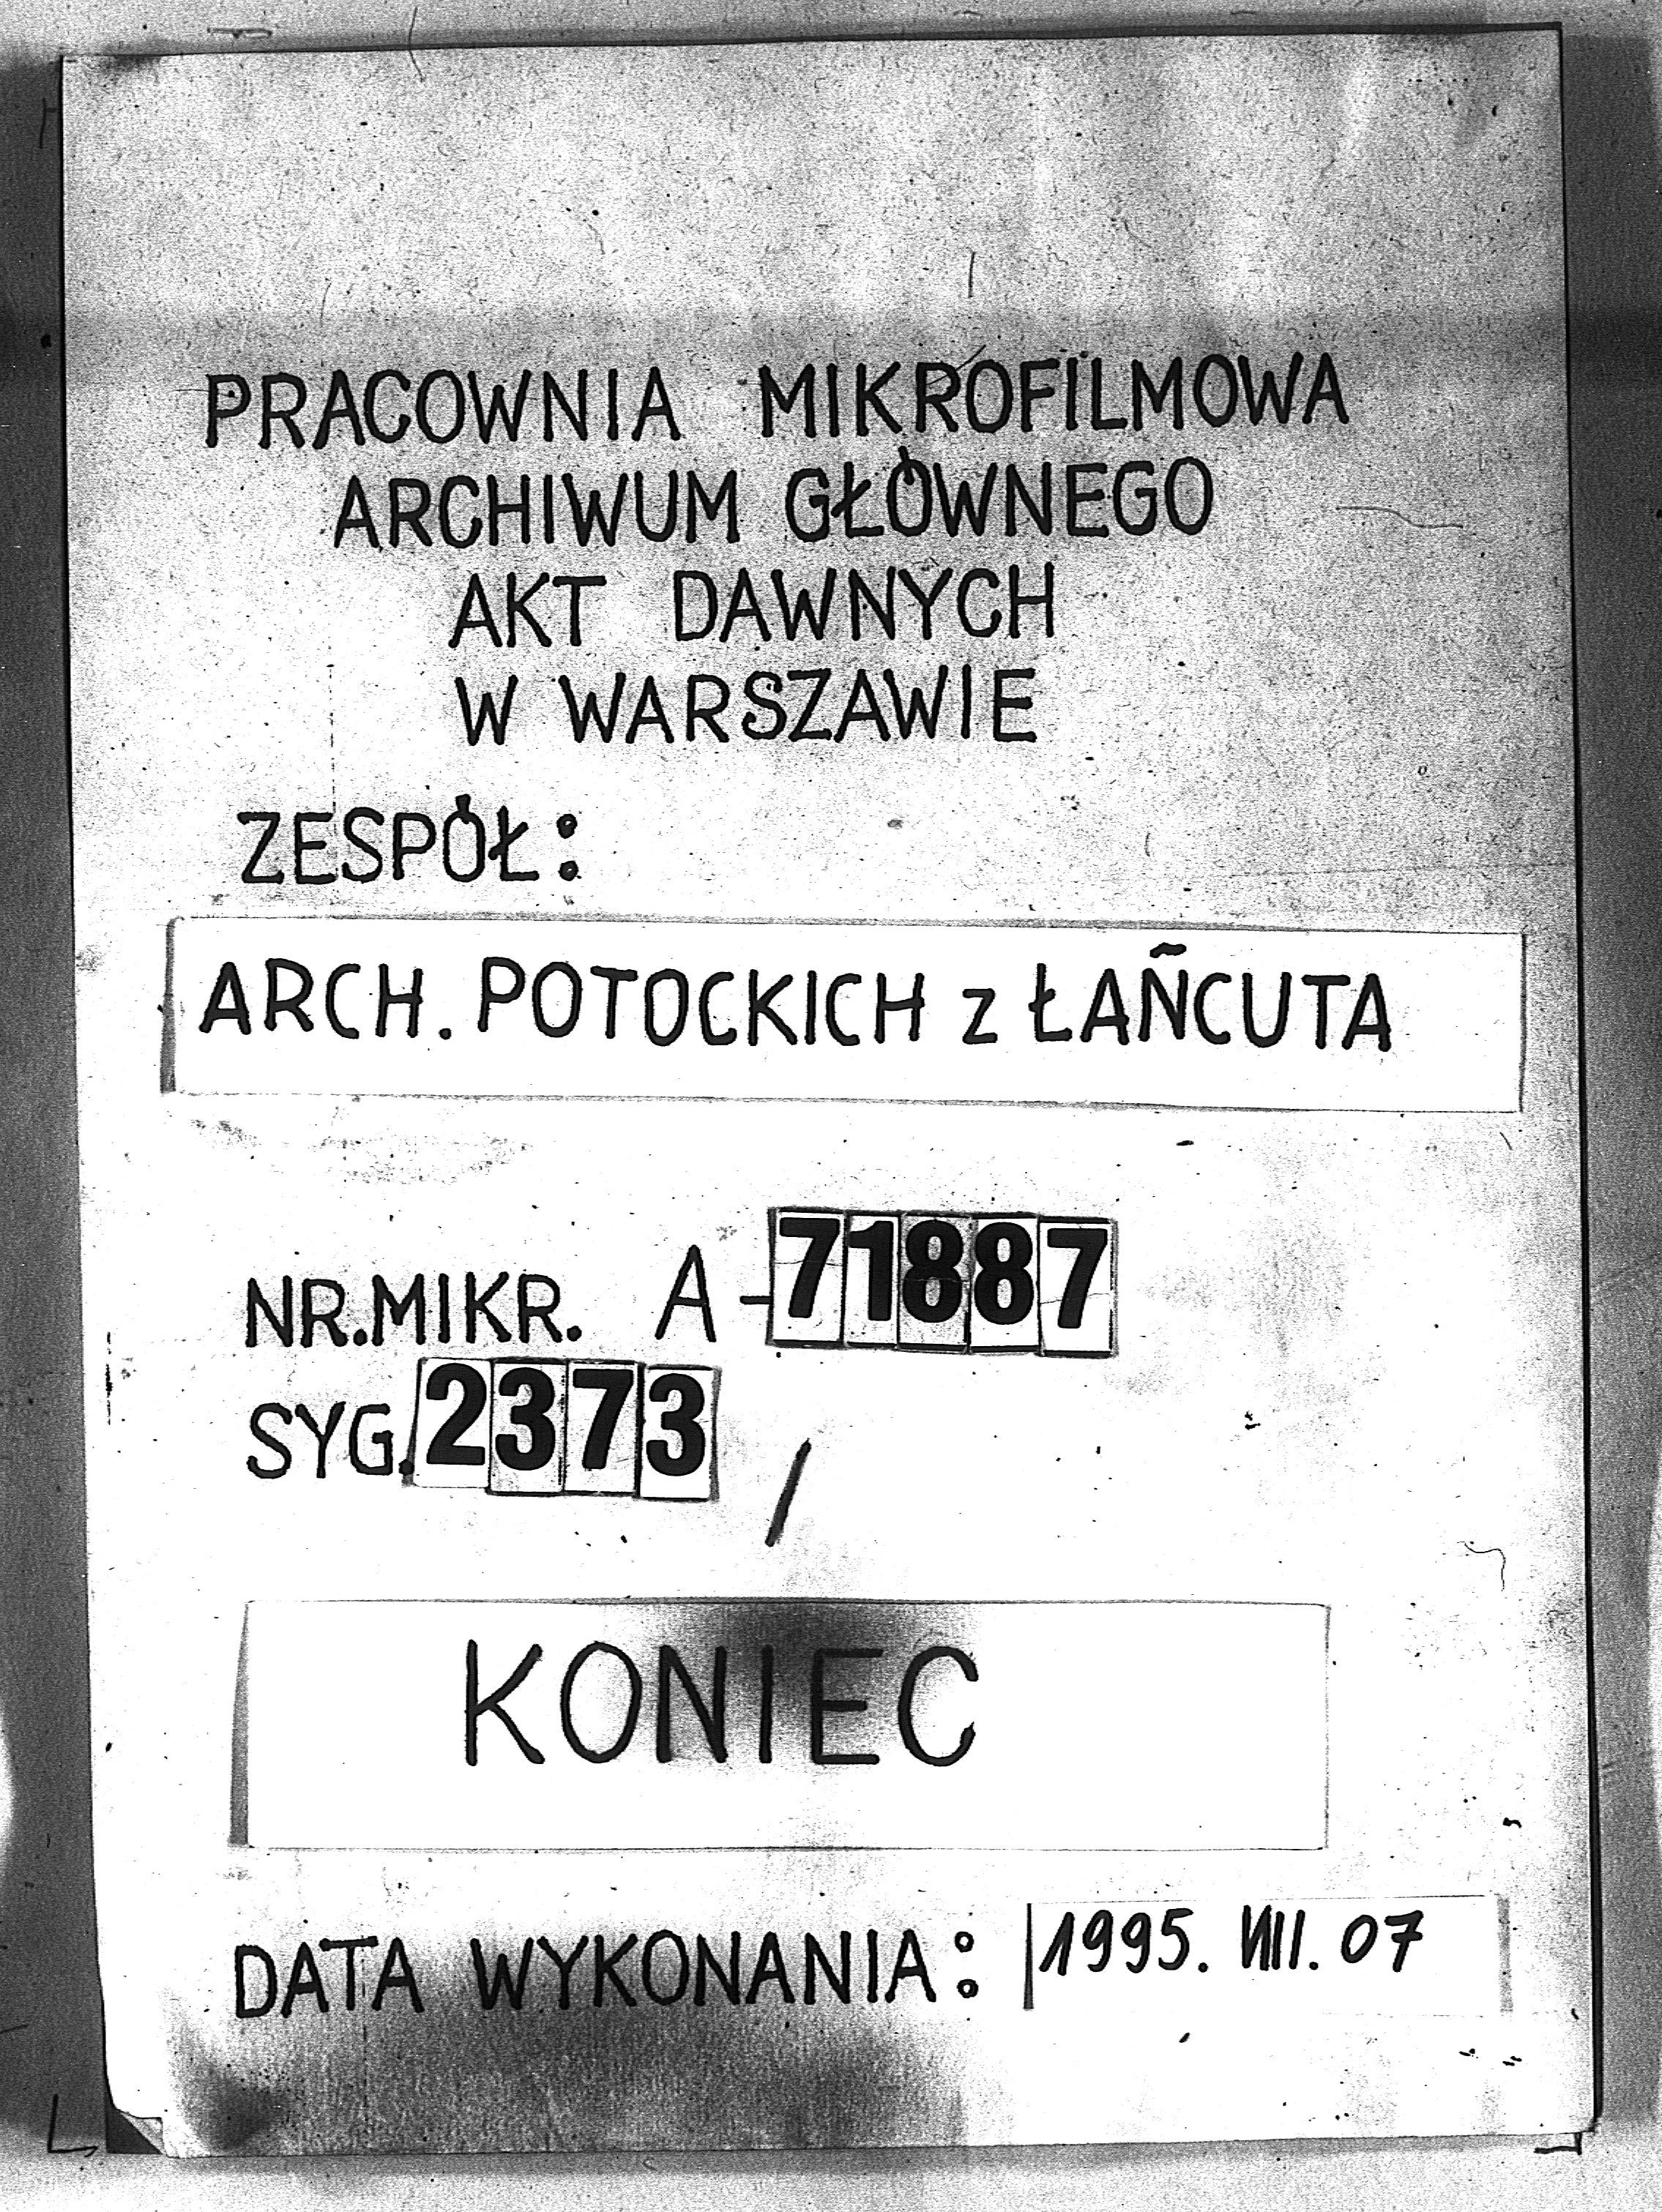 PRACOWNIA MIKROFILMOWA
ARCHIWUM GŁÓWNEGO
AKT DAWNYCH
W WARSZAWIE
ZESPÓŁ:
ARCH. POTOCKICH z ŁAŃCUTA
NR.MIKR. A-71887
SYG. 2373 /
KONIEC
DATA WYKONANIA: 1995. VIII. 07